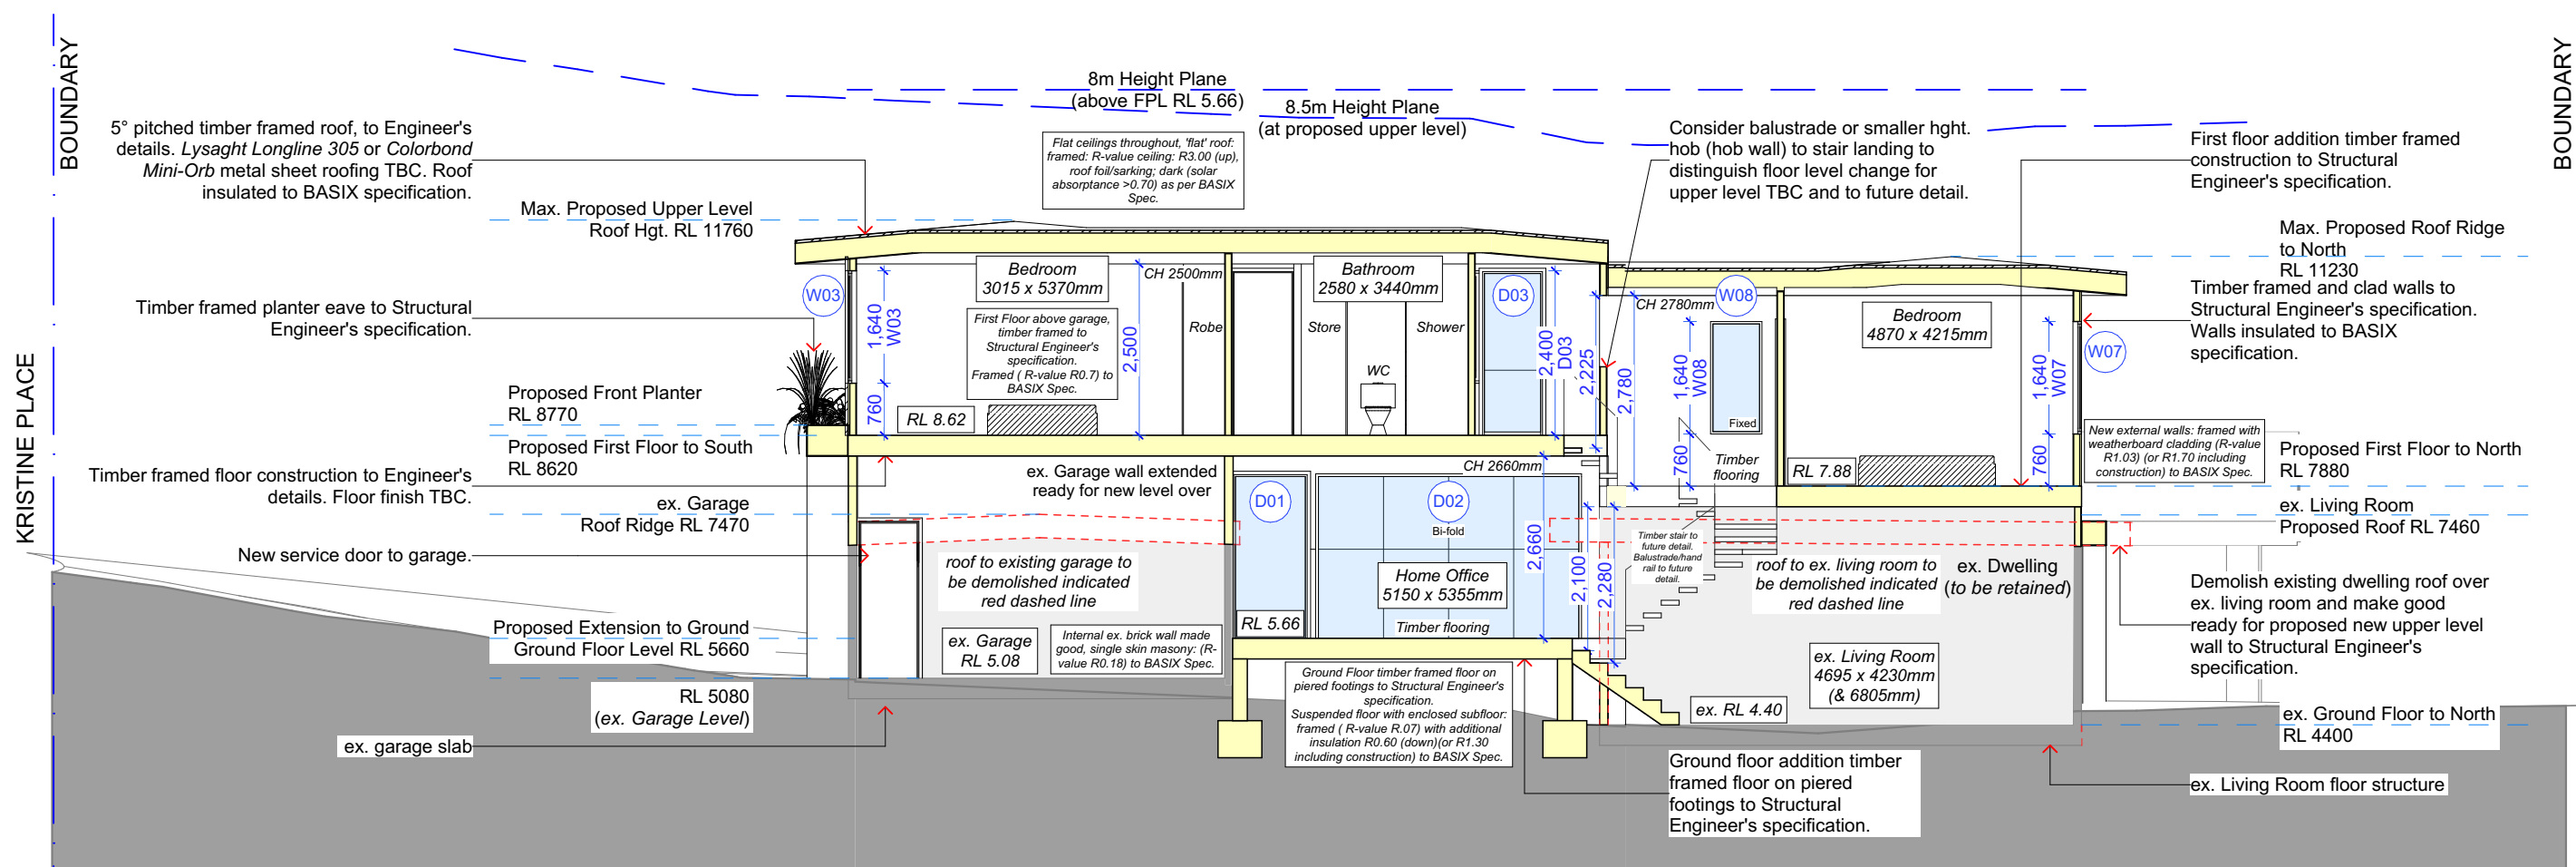 BOUNDARY
KRISTINE PLACE
5° pitched timber framed roof, to Engineer's
details. Lysaght Longline 305 or Colorbond
Mini-Orb metal sheet roofing TBC. Roof
insulated to BASIX specification.
Max. Proposed Upper Level
Roof Hgt. RL 11760
Timber framed planter eave to Structural
Engineer's specification.
Proposed Front Planter
RL 8770
Proposed First Floor to South
RL 8620
Timber framed floor construction to Engineer's
details. Floor finish TBC.
ex. Garage
Roof Ridge RL 7470
New service door to garage.
Proposed Extension to Ground
Ground Floor Level RL 5660
RL 5080
(ex. Garage Level)
ex. garage slab
8m Height Plane
(above FPL RL 5.66)
8.5m Height Plane
(at proposed upper level)
Flat ceilings throughout, 'flat' roof:
framed: R-value ceiling: R3.00 (up),
roof foil/sarking; dark (solar
absorptance >0.70) as per BASIX
Spec.
Consider balustrade or smaller hght.
hob (hob wall) to stair landing to
distinguish floor level change for
upper level TBC and to future detail.
W03
1,640
W03
760
Bedroom
3015 x 5370mm
First Floor above garage,
timber framed to
Structural Engineer's
specification.
Framed ( R-value R0.7) to
BASIX Spec.
RL 8.62
2,500
CH 2500mm
Robe
Bathroom
2580 x 3440mm
Store
Shower
WC
D03
2,400
D03
2,225
2,780
CH 2780mm
W08
1,640
W08
760
Fixed
Timber
flooring
Bedroom
4870 x 4215mm
RL 7.88
1,640
W07
760
W07
ex. Garage wall extended
ready for new level over
roof to existing garage to
be demolished indicated
red dashed line
ex. Garage
RL 5.08
Internal ex. brick wall made
good, single skin masony: (R-
value R0.18) to BASIX Spec.
D01
RL 5.66
D02
Bi-fold
CH 2660mm
2,660
Home Office
5150 x 5355mm
Timber flooring
2,100
2,280
Timber stair to
future detail.
Balustrade/hand
rail to future
detail.
roof to ex. living room to
be demolished indicated
red dashed line
ex. Dwelling
(to be retained)
ex. Living Room
4695 x 4230mm
(& 6805mm)
ex. RL 4.40
Ground Floor timber framed floor on
piered footings to Structural Engineer's
specification.
Suspended floor with enclosed subfloor:
framed ( R-value R.07) with additional
insulation R0.60 (down)(or R1.30
including construction) to BASIX Spec.
Ground floor addition timber
framed floor on piered
footings to Structural
Engineer's specification.
BOUNDARY
First floor addition timber framed
construction to Structural
Engineer's specification.
Max. Proposed Roof Ridge
to North
RL 11230
Timber framed and clad walls to
Structural Engineer's specification.
Walls insulated to BASIX
specification.
New external walls: framed with
weatherboard cladding (R-value
R1.03) (or R1.70 including
construction) to BASIX Spec.
Proposed First Floor to North
RL 7880
ex. Living Room
Proposed Roof RL 7460
Demolish existing dwelling roof over
ex. living room and make good
ready for proposed new upper level
wall to Structural Engineer's
specification.
ex. Ground Floor to North
RL 4400
ex. Living Room floor structure